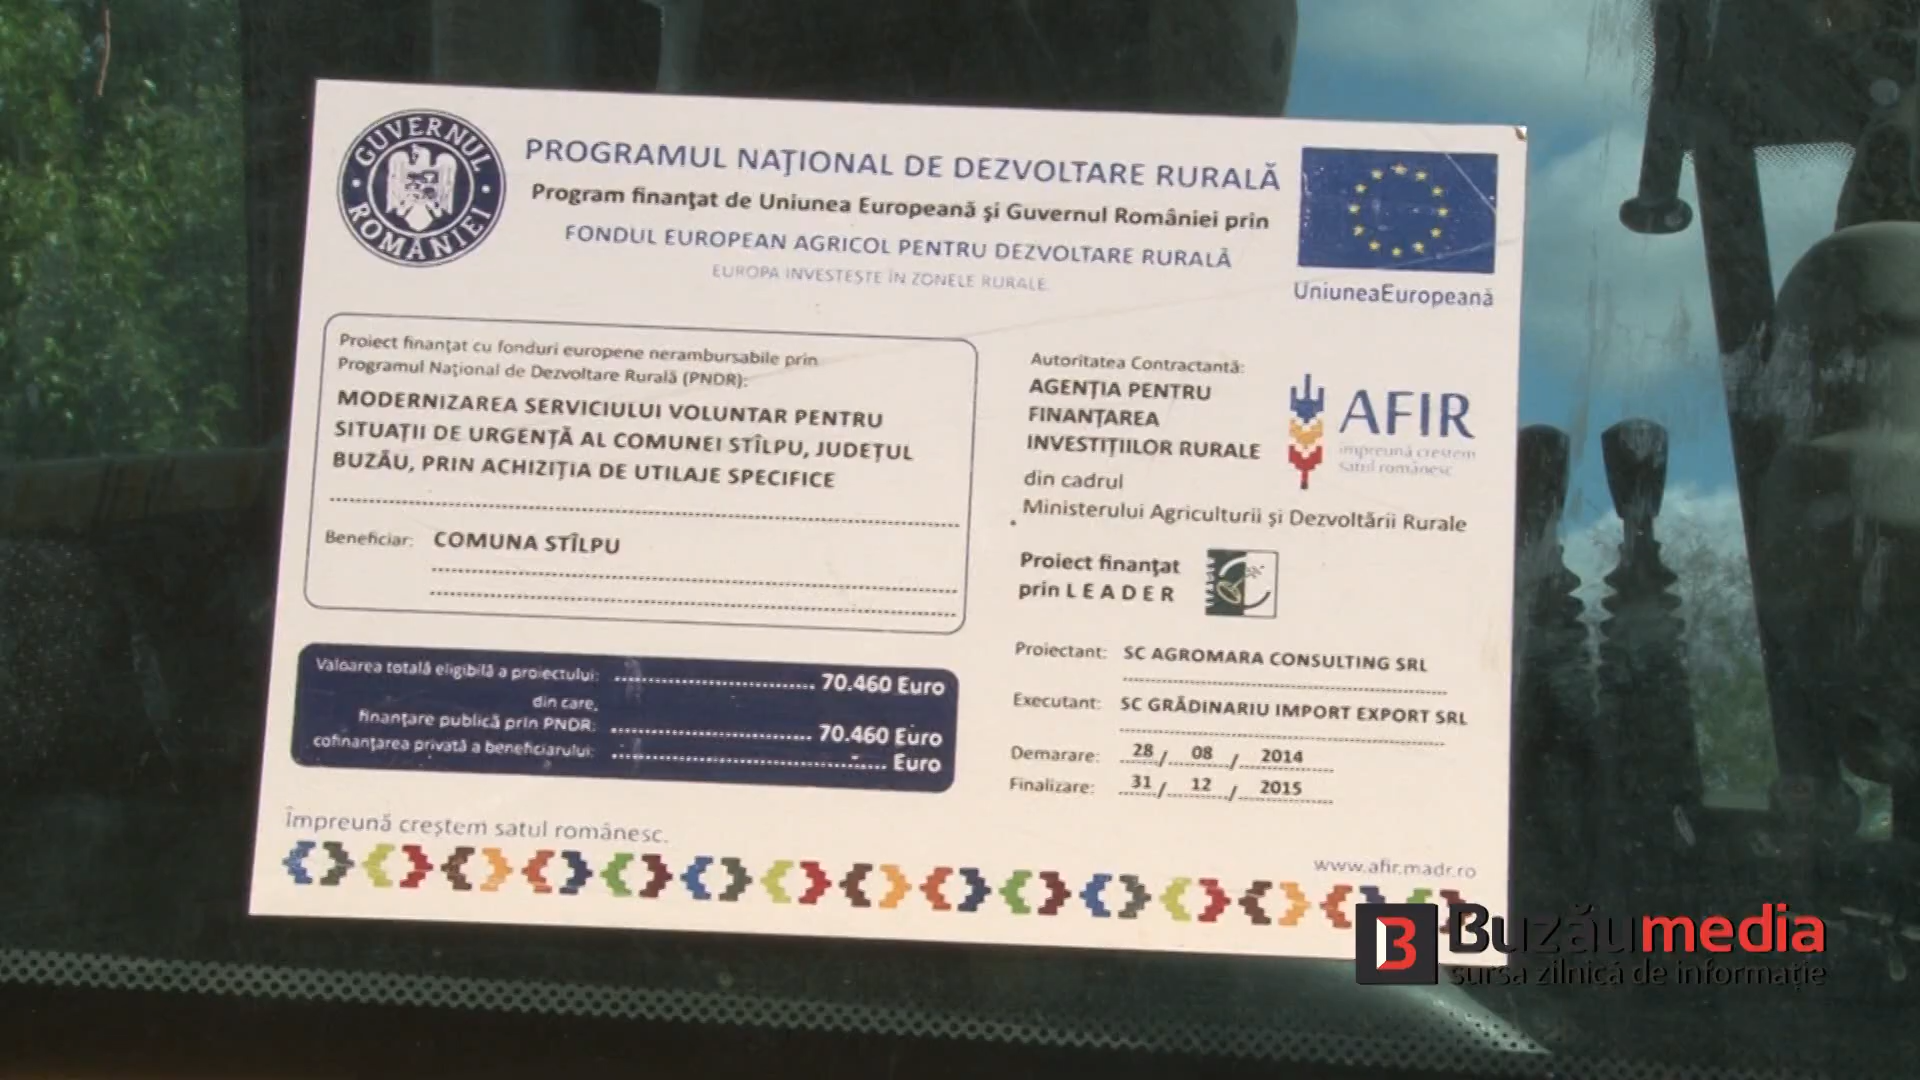 GUVERNUL ROMÂNIEI
PROGRAMUL NAȚIONAL DE DEZVOLTARE RURALĂ
Program finanțat de Uniunea Europeană și Guvernul României prin
FONDUL EUROPEAN AGRICOL PENTRU DEZVOLTARE RURALĂ
EUROPA INVESTEȘTE ÎN ZONELE RURALE.
UniuneaEuropeană
Proiect finanțat cu fonduri europene nerambursabile prin
Programul Național de Dezvoltare Rurală (PNDR):
MODERNIZAREA SERVICIULUI VOLUNTAR PENTRU
SITUAȚII DE URGENȚĂ AL COMUNEI STÎLPU, JUDEȚUL
BUZĂU, PRIN ACHIZIȚIA DE UTILAJE SPECIFICE
Beneficiar: COMUNA STÎLPU
Valoarea totală eligibilă a proiectului: 70.460 Euro
din care,
finanțare publică prin PNDR: 70.460 Euro
cofinanțarea privată a beneficiarului: Euro
Autoritatea Contractantă:
AGENȚIA PENTRU
FINANȚAREA
INVESTIȚIILOR RURALE
din cadrul
Ministerului Agriculturii și Dezvoltării Rurale
AFIR
împreună creștem
satul românesc
Proiect finanțat
prin L E A D E R
Proiectant: SC AGROMARA CONSULTING SRL
Executant: SC GRĂDINARIU IMPORT EXPORT SRL
Demarare: 28 / 08 / 2014
Finalizare: 31 / 12 / 2015
Împreună creștem satul românesc.
www.afir.madr.ro
B Buzăumedia
sursa zilnică de informație